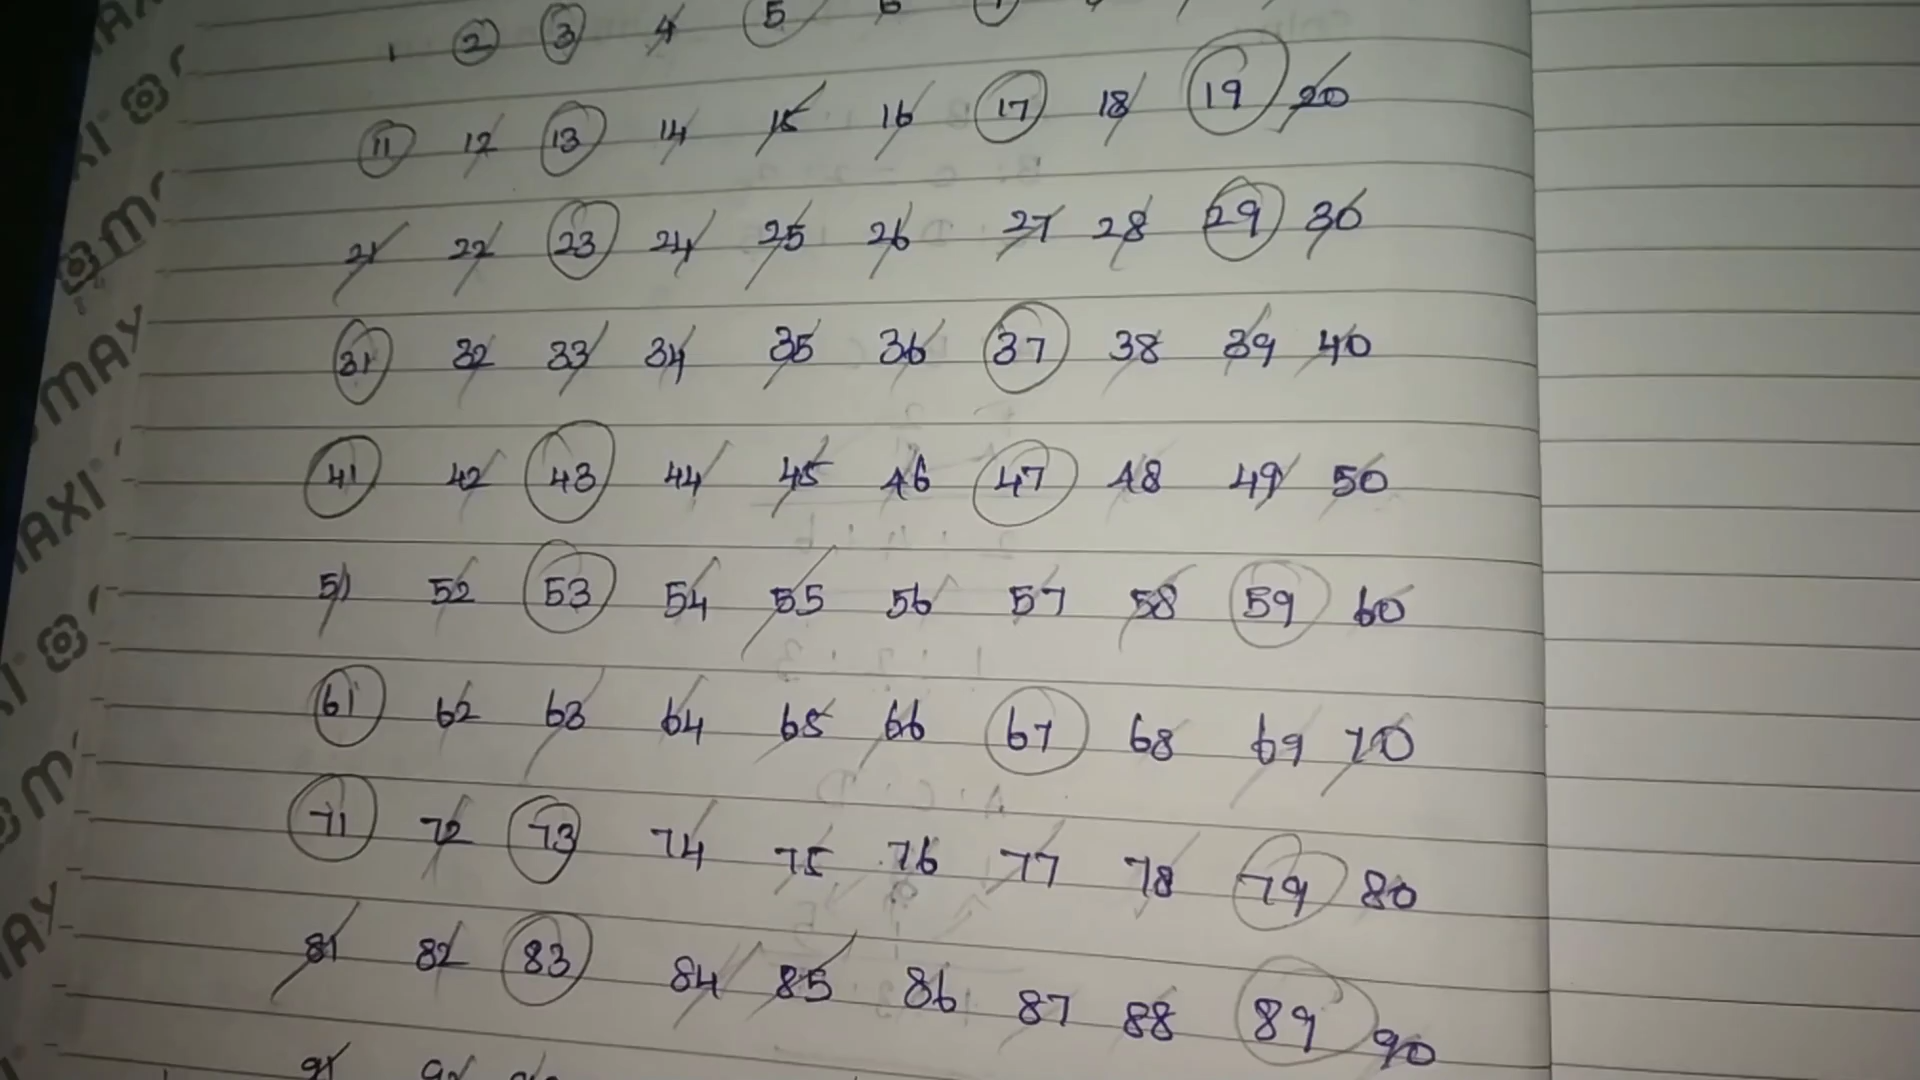 1 2 3 4 5 6 7
11 12 13 14 15 16 17 18 19 20
21 22 23 24 25 26 27 28 29 30
31 32 33 34 35 36 37 38 39 40
41 42 43 44 45 46 47 48 49 50
51 52 53 54 55 56 57 58 59 60
61 62 63 64 65 66 67 68 69 70
71 72 73 74 75 76 77 78 79 80
81 82 83 84 85 86 87 88 89 90
91 92